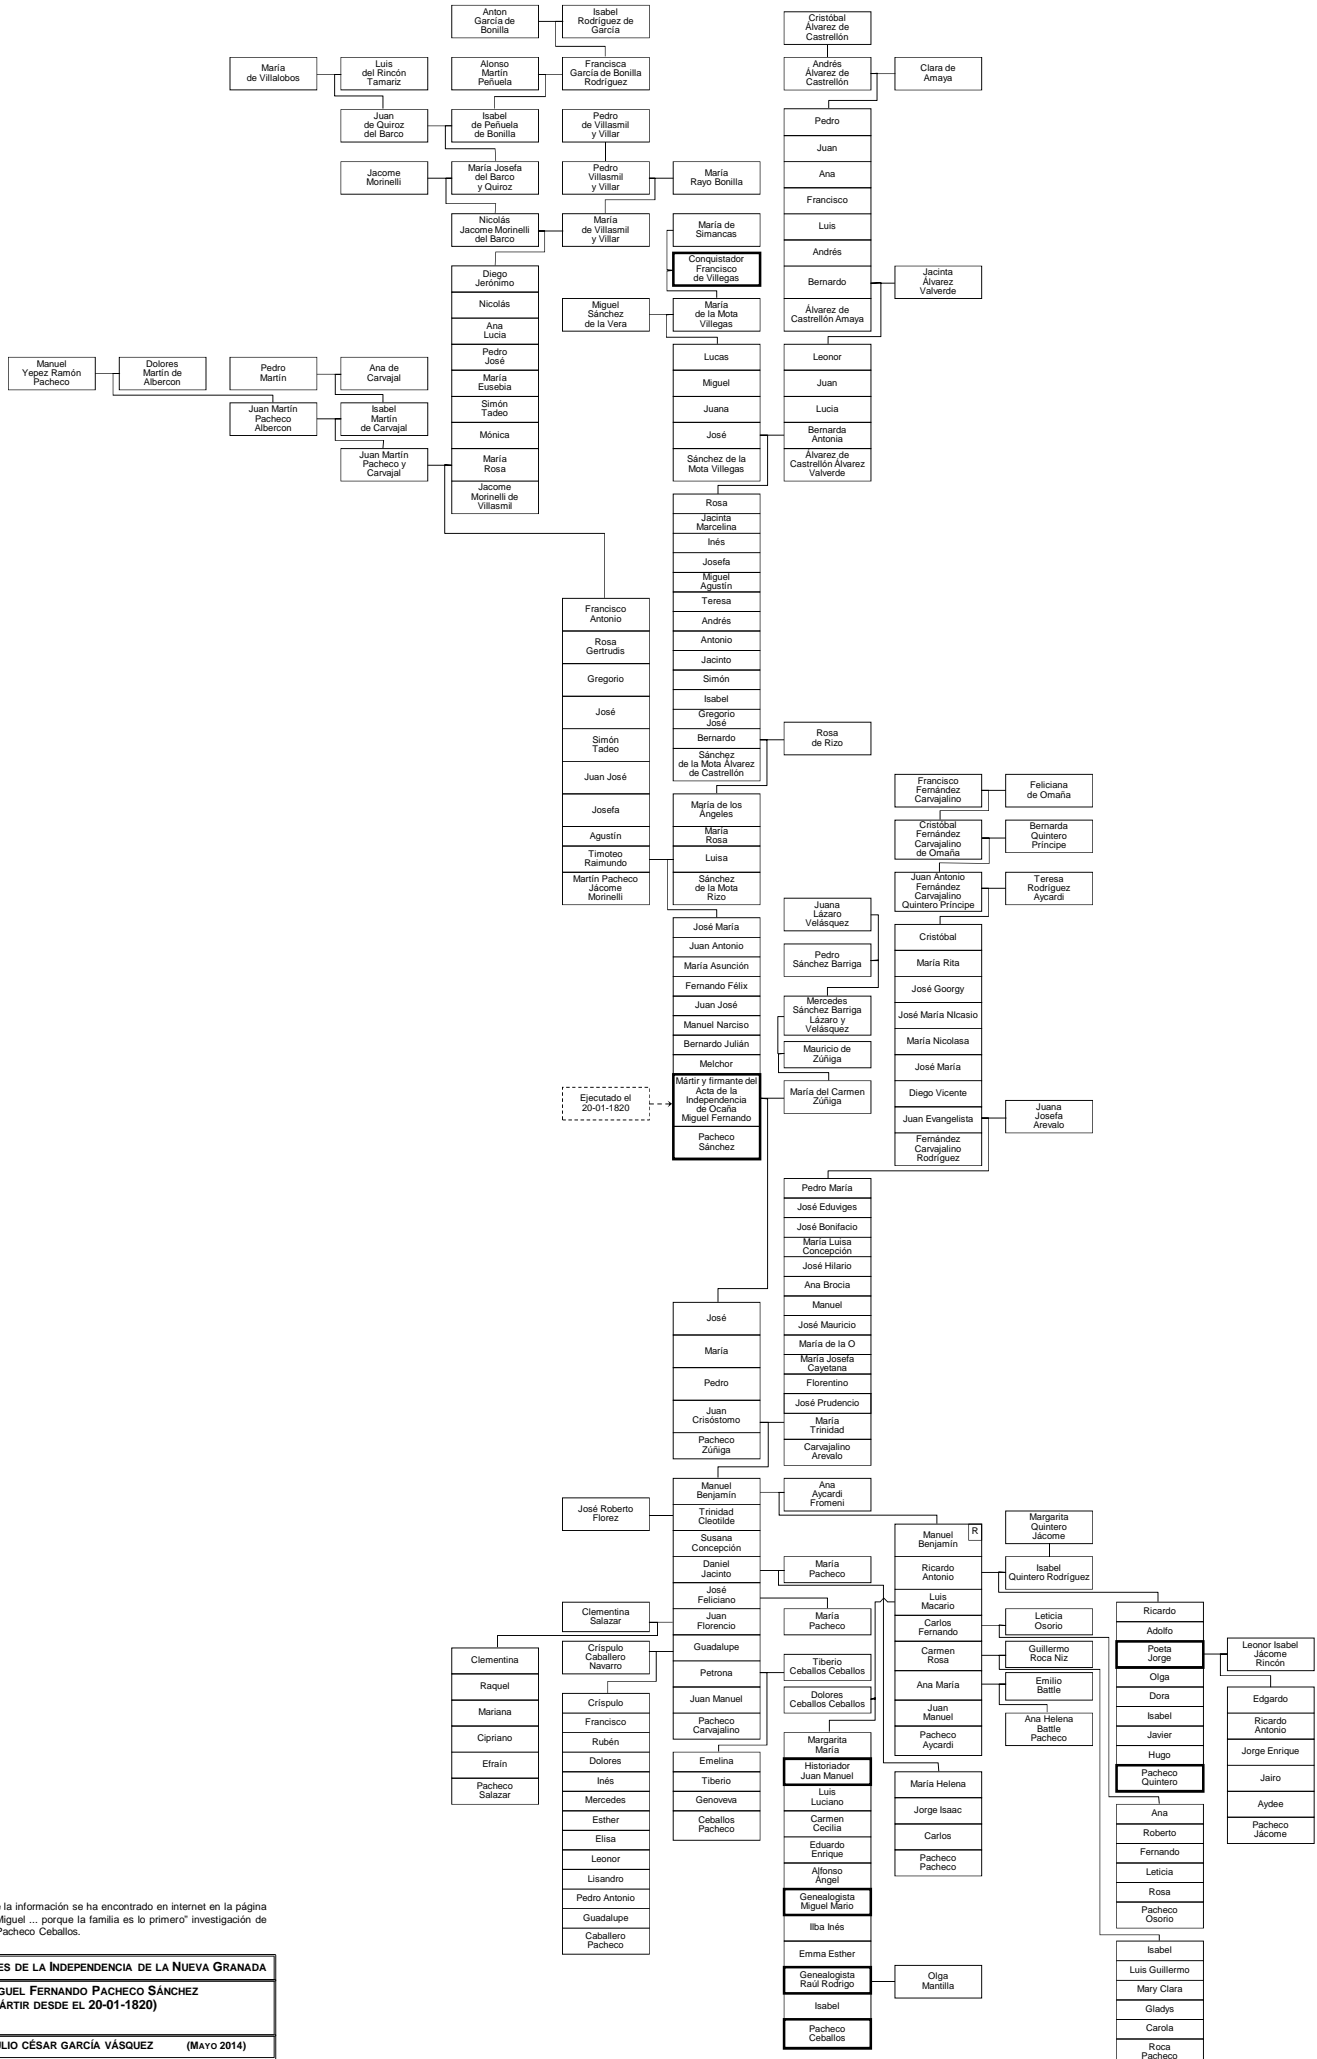 Anton
García de
Bonilla
Isabel
Rodríguez de
García
Cristóbal
Álvarez de
Castrellón
María
de Villalobos
Luis
del Rincón
Tamariz
Alonso
Martín
Peñuela
Francisca
García de Bonilla
Rodríguez
Andrés
Álvarez de
Castrellón
Clara de
Amaya
Juan
de Quiroz
del Barco
Isabel
de Peñuela
de Bonilla
Pedro
de Villasmil
y Villar
Pedro
Juan
Ana
Francisco
Luis
Andrés
Bernardo
Álvarez de
Castrellón Amaya
Jacome
Morinelli
María Josefa
del Barco
y Quiroz
Pedro
Villasmil
y Villar
María
Rayo Bonilla
Nicolás
Jacome Morinelli
del Barco
María
de Villasmil
y Villar
María de
Simancas
Conquistador
Francisco
de Villegas
Jacinta
Álvarez
Valverde
Diego
Jerónimo
Nicolás
Ana
Lucia
Pedro
José
María
Eusebia
Simón
Tadeo
Mónica
María
Rosa
Jacome
Morinelli de
Villasmil
Miguel
Sánchez
de la Vera
María
de la Mota
Villegas
Lucas
Miguel
Juana
José
Sánchez de la
Mota Villegas
Leonor
Juan
Lucia
Bernarda
Antonia
Álvarez de
Castrellón Álvarez
Valverde
Manuel
Yepez Ramón
Pacheco
Dolores
Martín de
Albercon
Pedro
Martín
Ana de
Carvajal
Juan Martín
Pacheco
Albercon
Isabel
Martín
de Carvajal
Juan Martín
Pacheco y
Carvajal
Rosa
Jacinta
Marcelina
Inés
Josefa
Miguel
Agustín
Teresa
Andrés
Antonio
Jacinto
Simón
Isabel
Gregorio
José
Bernardo
Sánchez
de la Mota Álvarez
de Castrellón
Rosa
de Rizo
Francisco
Antonio
Rosa
Gertrudis
Gregorio
José
Simón
Tadeo
Juan José
Josefa
Agustín
Timoteo
Raimundo
Martín Pacheco
Jácome
Morinelli
María de los
Ángeles
María
Rosa
Luisa
Sánchez
de la Mota
Rizo
Francisco
Fernández
Carvajalino
Feliciana
de Omaña
Cristóbal
Fernández
Carvajalino
de Omaña
Bernarda
Quintero
Príncipe
Juan Antonio
Fernández
Carvajalino
Quintero Príncipe
Teresa
Rodríguez
Aycardi
Juana
Lázaro
Velásquez
Pedro
Sánchez Barriga
Mercedes
Sánchez Barriga
Lázaro y
Velásquez
Mauricio de
Zúñiga
María del Carmen
Zúñiga
José María
Juan Antonio
María Asunción
Fernando Félix
Juan José
Manuel Narciso
Bernardo Julián
Melchor
Mártir y firmante del
Acta de la
Independencia
de Ocaña
Miguel Fernando
Pacheco
Sánchez
Ejecutado el
20-01-1820
Cristóbal
María Rita
José Goorgy
José María NIcasio
María Nicolasa
José María
Diego Vicente
Juan Evangelista
Fernández
Carvajalino
Rodríguez
Juana
Josefa
Arevalo
Pedro María
José Eduviges
José Bonifacio
María Luisa
Concepción
José Hilario
Ana Brocia
Manuel
José Mauricio
María de la O
María Josefa
Cayetana
Florentino
José Prudencio
María
Trinidad
Carvajalino
Arevalo
José
María
Pedro
Juan
Crisóstomo
Pacheco
Zúñiga
Manuel
Benjamín
Trinidad
Cleotilde
Susana
Concepción
Daniel
Jacinto
José
Feliciano
Juan
Florencio
Guadalupe
Petrona
Juan Manuel
Pacheco
Carvajalino
Ana
Aycardi
Fromeni
José Roberto
Florez
María
Pacheco
María
Pacheco
Clementina
Salazar
Críspulo
Caballero
Navarro
Tiberio
Ceballos Ceballos
Dolores
Ceballos Ceballos
Manuel
Benjamín
R
Ricardo
Antonio
Luis
Macario
Carlos
Fernando
Carmen
Rosa
Ana María
Juan
Manuel
Pacheco
Aycardi
Margarita
Quintero
Jácome
Isabel
Quintero Rodríguez
Leticia
Osorio
Guillermo
Roca Niz
Emilio
Battle
Ana Helena
Battle
Pacheco
Ricardo
Adolfo
Poeta
Jorge
Olga
Dora
Isabel
Javier
Hugo
Pacheco
Quintero
Leonor Isabel
Jácome
Rincón
Edgardo
Ricardo
Antonio
Jorge Enrique
Jairo
Aydee
Pacheco
Jácome
Clementina
Raquel
Mariana
Cipriano
Efraín
Pacheco
Salazar
Críspulo
Francisco
Rubén
Dolores
Inés
Mercedes
Esther
Elisa
Leonor
Lisandro
Pedro Antonio
Guadalupe
Caballero
Pacheco
Emelina
Tiberio
Genoveva
Ceballos
Pacheco
Margarita
María
Historiador
Juan Manuel
Luis
Luciano
Carmen
Cecilia
Eduardo
Enrique
Alfonso
Ángel
Genealogista
Miguel Mario
Ilba Inés
Emma Esther
Genealogista
Raúl Rodrigo
Isabel
Pacheco
Ceballos
Olga
Mantilla
María Helena
Jorge Isaac
Carlos
Pacheco
Pacheco
Ana
Roberto
Fernando
Leticia
Rosa
Pacheco
Osorio
Isabel
Luis Guillermo
Mary Clara
Gladys
Carola
Roca
Pacheco
la información se ha encontrado en internet en la página
Miguel ... porque la familia es lo primero" investigación de
Pacheco Ceballos.
ES DE LA INDEPENDENCIA DE LA NUEVA GRANADA
GUEL FERNANDO PACHECO SÁNCHEZ
ÁRTIR DESDE EL 20-01-1820)
LIO CÉSAR GARCÍA VÁSQUEZ (MAYO 2014)